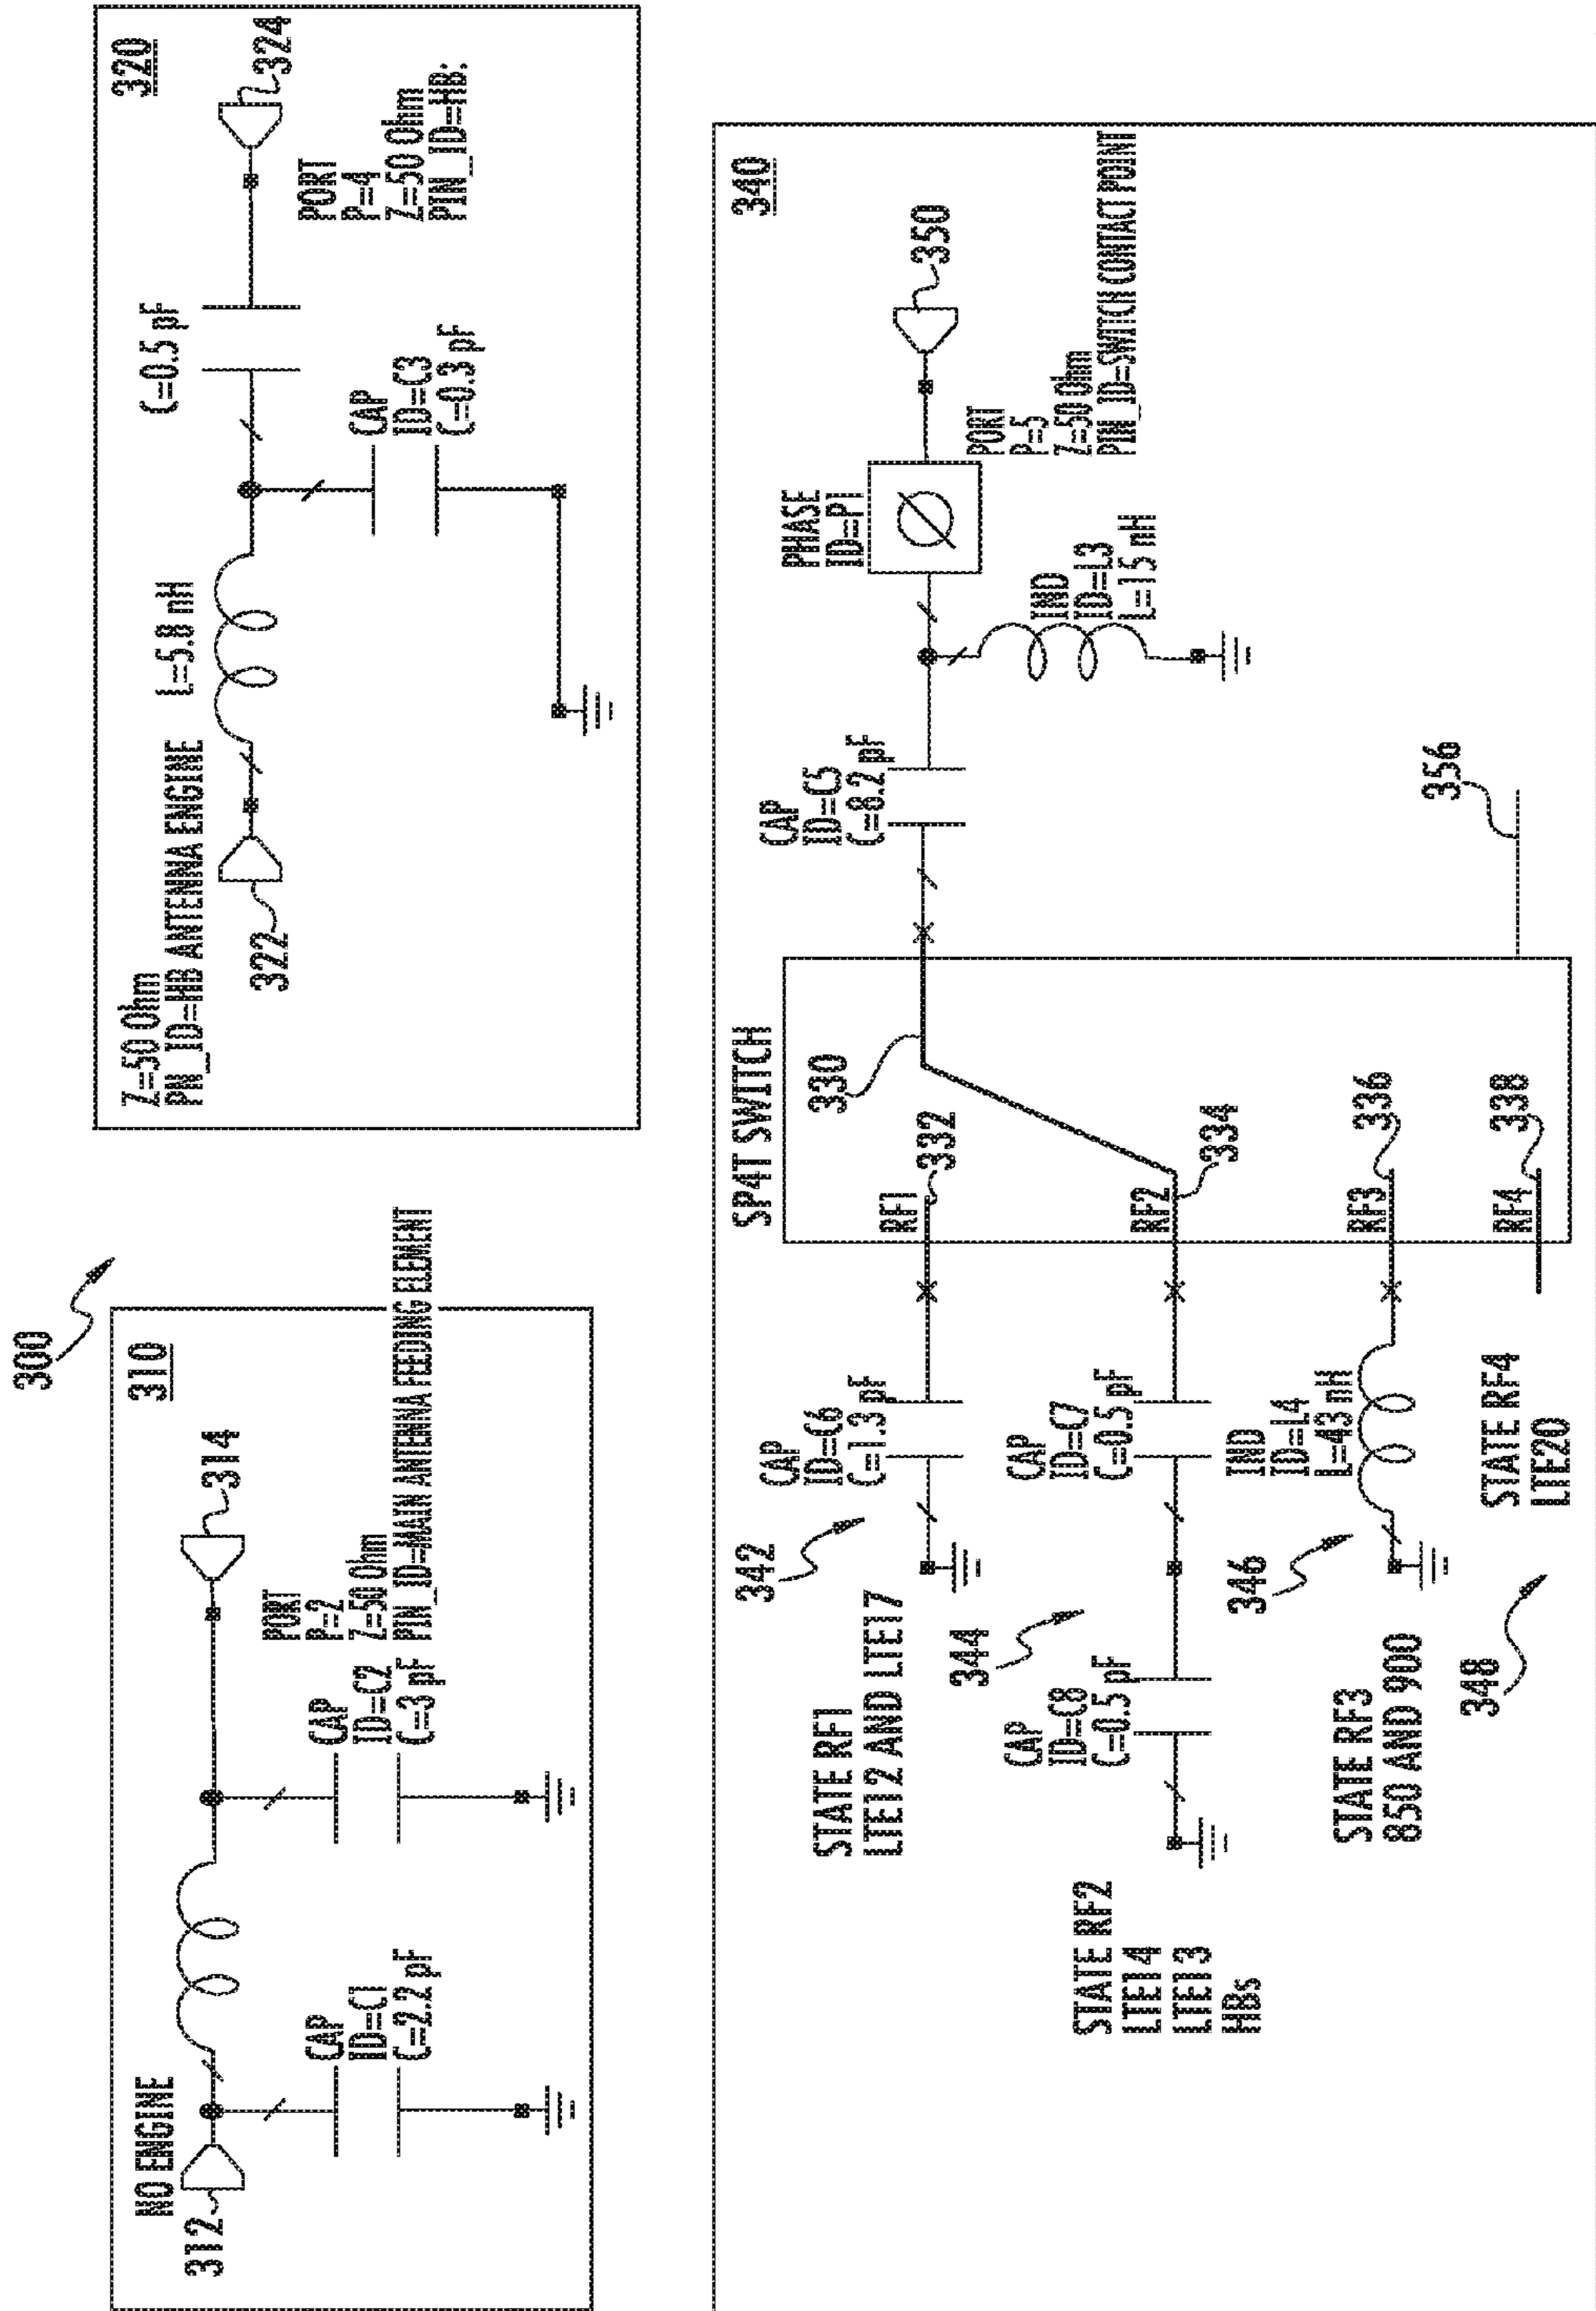 300
310
NO ENGINE
312
314
CAP
ID=C1
C=2.2 pF
CAP
ID=C2
C=3 pF
PORT
P=2
Z=50 Ohm
PIN_ID=MAIN ANTENNA FEEDING ELEMENT
320
Z=50 Ohm
PN_ID=HB ANTENNA ENGINE
322
L=5.8 nH
C=0.5 pF
324
CAP
ID=C3
C=0.3 pF
PORT
P=4
Z=50 Ohm
PIN_ID=HB:
340
SP4T SWITCH
330
RF1
332
RF2
334
RF3
336
RF4
338
356
CAP
ID=C5
C=8.2 pF
PHASE
ID=P1
350
IND
ID=L3
L=15 nH
PORT
P=5
Z=50 Ohm
PIN_ID=SWITCH CONTACT POINT
CAP
ID=C6
C=1.3 pF
342
STATE RF1
LTE12 AND LTE17
CAP
ID=C7
C=0.5 pF
344
CAP
ID=C8
C=0.5 pF
STATE RF2
LTE14
LTE13
HBs
IND
ID=L4
L=43 nH
346
STATE RF3
850 AND 900
348
STATE RF4
LTE20